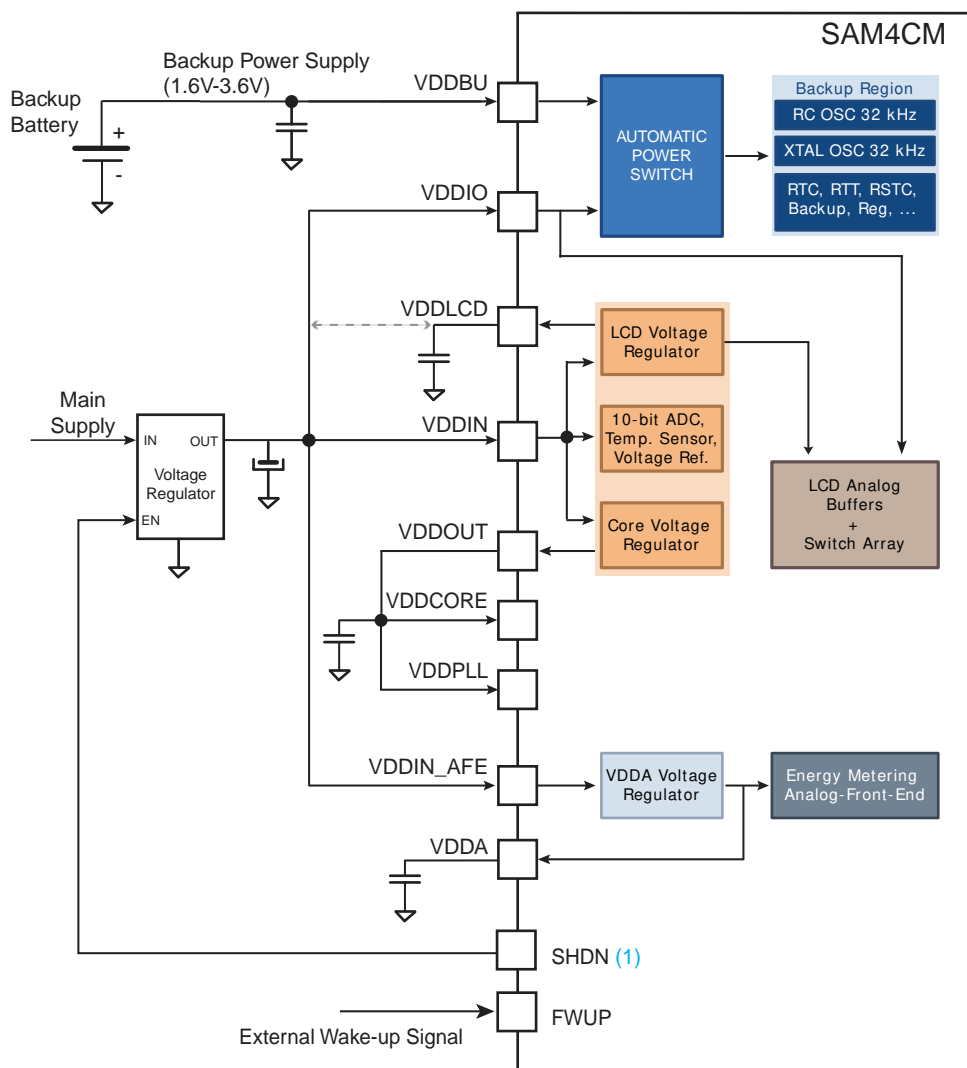 SAM4CM
Backup Power Supply
(1.6V-3.6V)
VDDBU
Backup
Battery
+
-
AUTOMATIC
POWER
SWITCH
Backup Region
RC OSC 32 kHz
XTAL OSC 32 kHz
RTC, RTT, RSTC,
Backup, Reg, ...
VDDIO
VDDLCD
LCD Voltage
Regulator
Main
Supply
IN
OUT
Voltage
Regulator
EN
VDDIN
10-bit ADC,
Temp. Sensor,
Voltage Ref.
LCD Analog
Buffers
+
Switch Array
VDDOUT
Core Voltage
Regulator
VDDCORE
VDDPLL
VDDIN_AFE
VDDA Voltage
Regulator
Energy Metering
Analog-Front-End
VDDA
SHDN (1)
FWUP
External Wake-up Signal